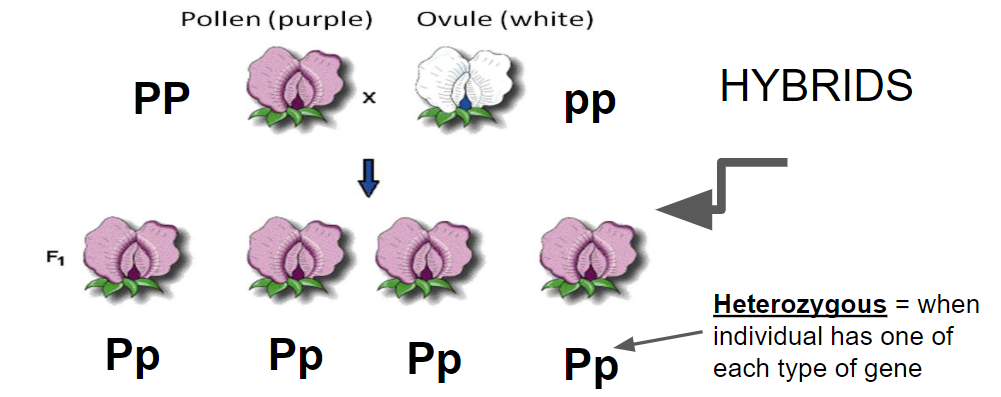 Pollen (purple) Ovule (white)
PP x pp HYBRIDS
F1
Pp Pp Pp Pp
Heterozygous = when
individual has one of
each type of gene